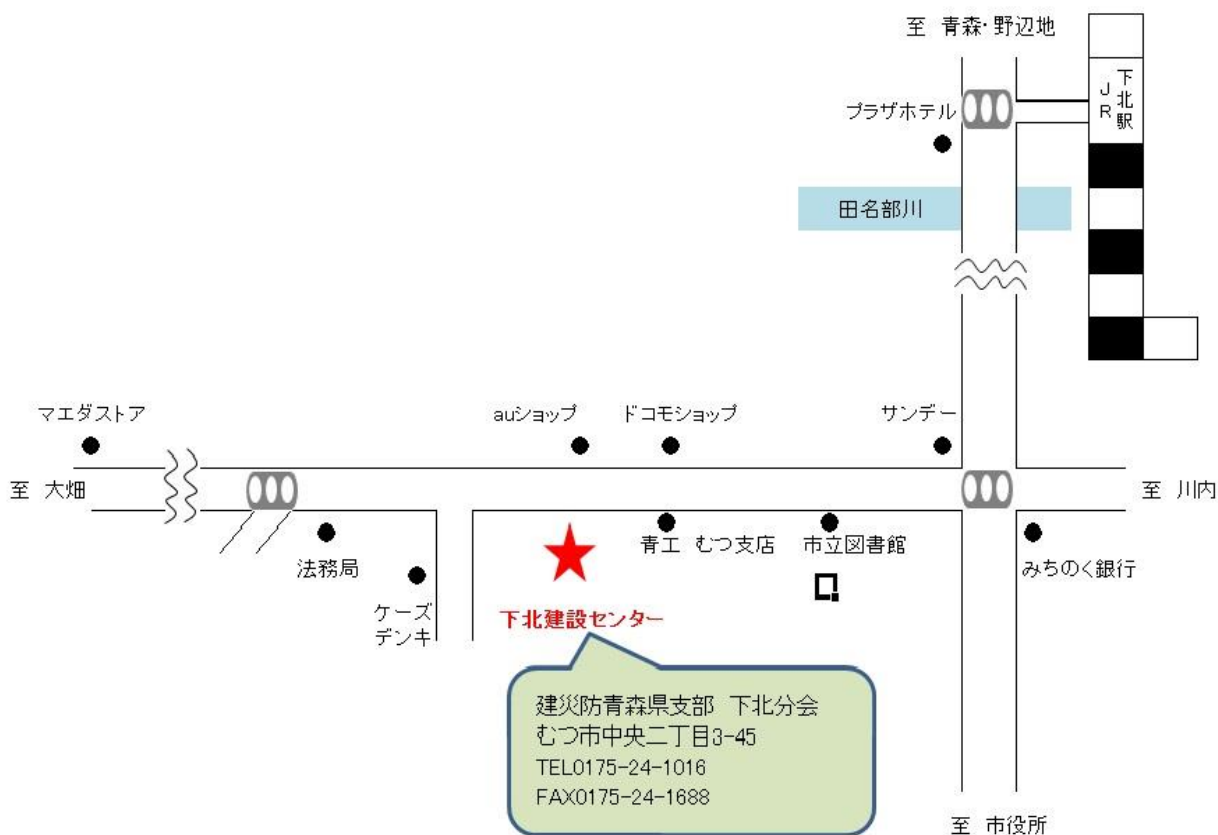 至 青森・野辺地
JR
下北駅
プラザホテル
田名部川
マエダストア
auショップ
ドコモショップ
サンデー
至 大畑
至 川内
法務局
青工 むつ支店
市立図書館
みちのく銀行
ケーズ
デンキ
下北建設センター
建災防青森県支部 下北分会
むつ市中央二丁目3-45
TEL0175-24-1016
FAX0175-24-1688
至 市役所